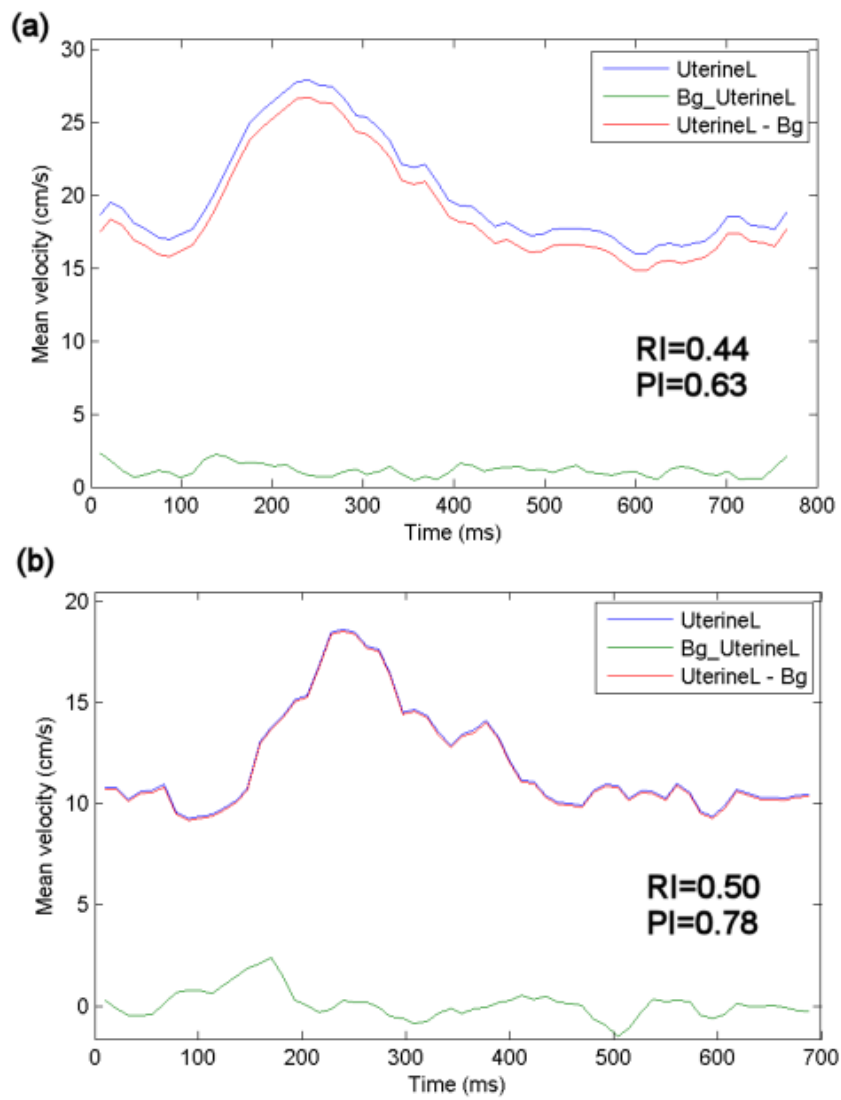 (a)
30
25
20
15
10
5
0
Mean velocity (cm/s)
UterineL
Bg_UterineL
UterineL - Bg
RI=0.44
PI=0.63
0 100 200 300 400 500 600 700 800
Time (ms)
(b)
20
15
10
5
0
Mean velocity (cm/s)
UterineL
Bg_UterineL
UterineL - Bg
RI=0.50
PI=0.78
0 100 200 300 400 500 600 700
Time (ms)